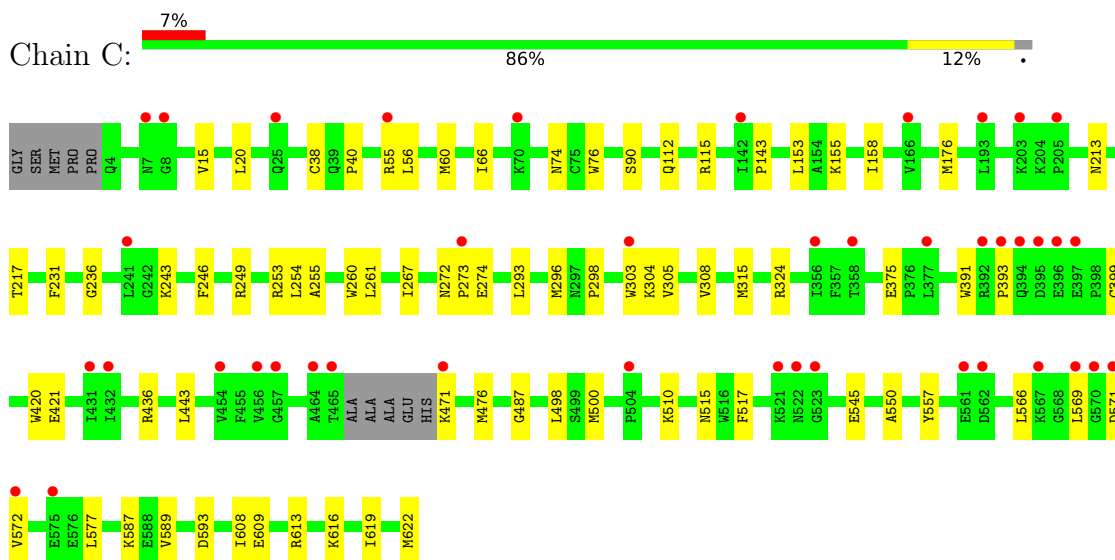 7%
Chain C:
86% 12% •
GLY SER MET PRO PRO Q4 N7 G8 V15 L20 Q25 C38 Q39 P40 R55 L56 M60 I66 K70 N74 C75 W76 S90 Q112 R115 I142 P143 L153 A154 K155 I158 V166 M176 L193 K203 K204 P205 N213
T217 F231 G236 L241 G242 K243 F246 R249 R253 L254 A255 W260 L261 I267 N272 P273 E274 L293 M296 N297 P298 W303 K304 V305 V308 M315 R324 I356 F357 T358 E375 P376 L377 W391 R392 P393 Q394 D395 E396 E397 P398 C399
W420 E421 I431 I432 R436 L443 V454 F455 V456 G457 A464 T465 ALA ALA ALA GLU HIS K471 M476 G487 L498 S499 M500 P504 K510 N515 W516 F517 K521 N522 G523 E545 A550 Y557 E561 D562 L566 K567 G568 L569 G570
V572 E575 E576 L577 K587 E588 V589 D593 I608 E609 R613 K616 I619 M622